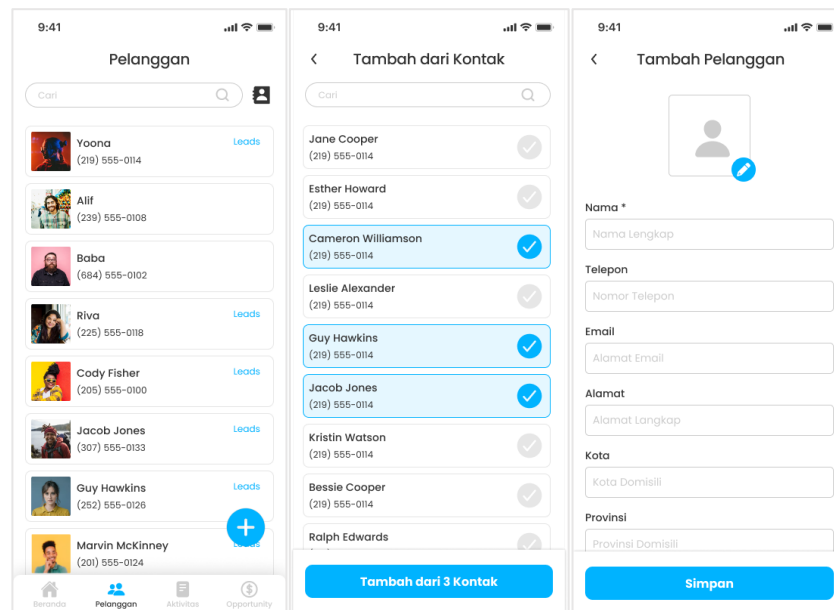 9:41
Pelanggan
Cari
Yoona
Leads
(219) 555-0114
Alif
(239) 555-0108
Baba
(684) 555-0102
Riva
Leads
(225) 555-0118
Cody Fisher
Leads
(205) 555-0100
Jacob Jones
Leads
(307) 555-0133
Guy Hawkins
Leads
(252) 555-0126
Marvin McKinney
(201) 555-0124
Beranda
Pelanggan
Aktivitas
Opportunity
9:41
Tambah dari Kontak
Cari
Jane Cooper
(219) 555-0114
Esther Howard
(219) 555-0114
Cameron Williamson
(219) 555-0114
Leslie Alexander
(219) 555-0114
Guy Hawkins
(219) 555-0114
Jacob Jones
(219) 555-0114
Kristin Watson
(219) 555-0114
Bessie Cooper
(219) 555-0114
Ralph Edwards
Tambah dari 3 Kontak
9:41
Tambah Pelanggan
Nama *
Nama Lengkap
Telepon
Nomor Telepon
Email
Alamat Email
Alamat
Alamat Langkap
Kota
Kota Domisili
Provinsi
Provinsi Domisili
Simpan